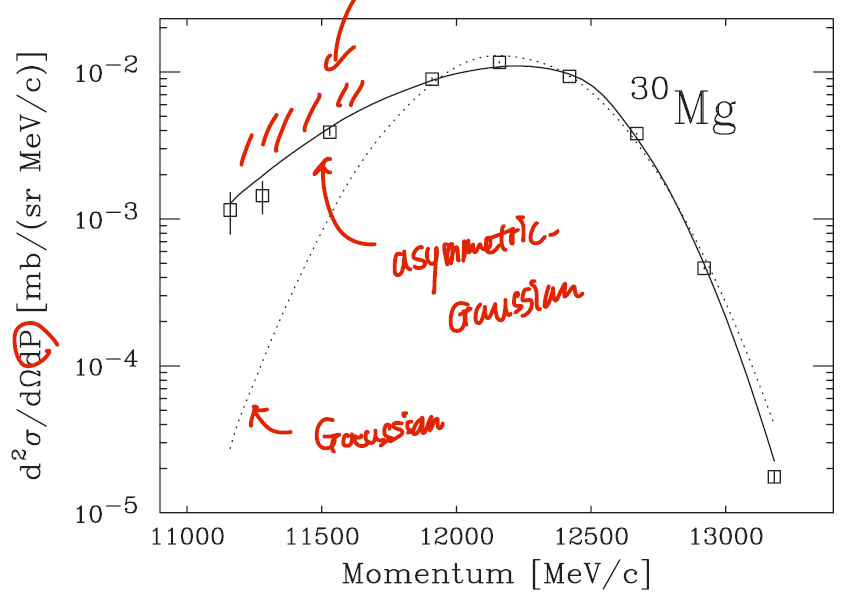 d²σ/dΩdP [mb/(sr MeV/c)]
10⁻²
10⁻³
10⁻⁴
10⁻⁵
³⁰Mg
asymmetric-
Gaussian
Gaussian
11000 11500 12000 12500 13000
Momentum [MeV/c]